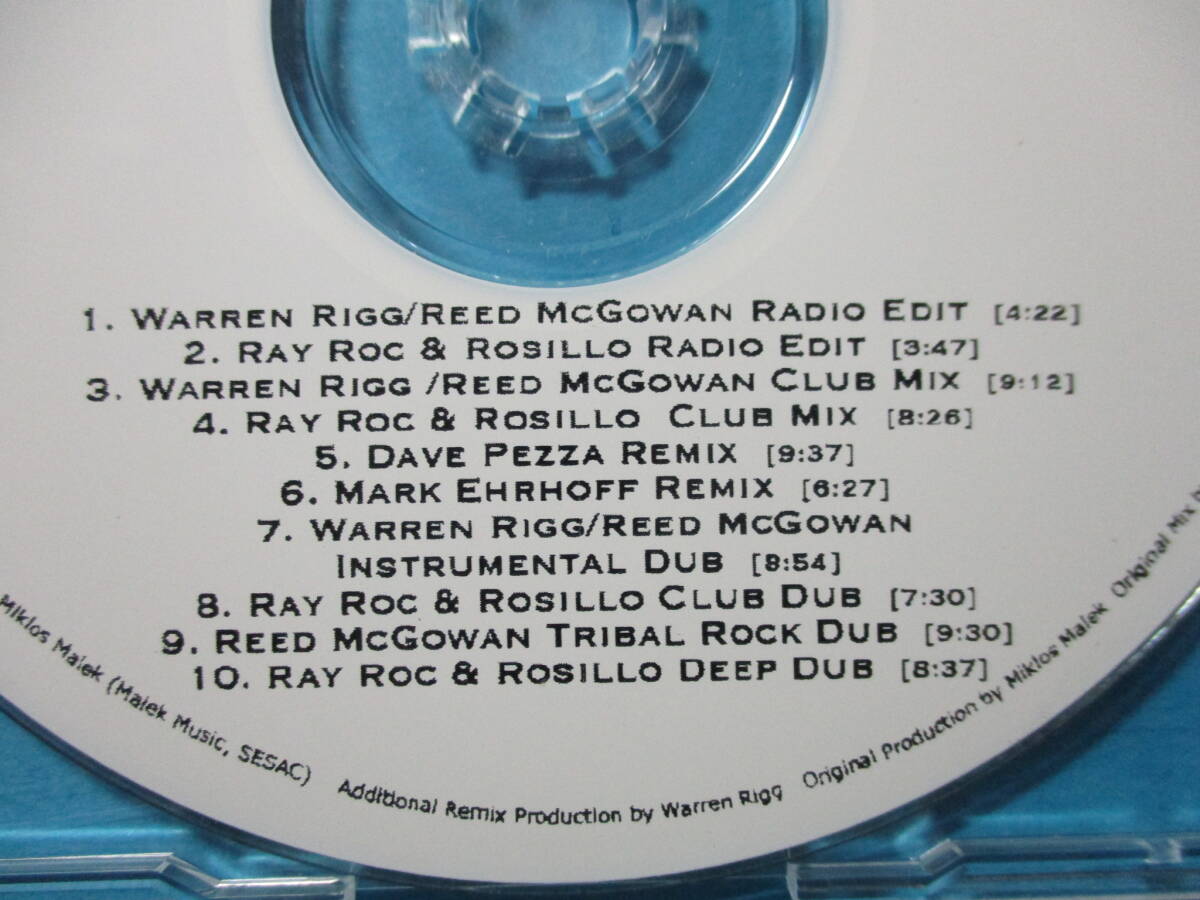 1. WARREN RIGG/REED MCGOWAN RADIO EDIT [4:22]
2. RAY ROC & ROSILLO RADIO EDIT [3:47]
3. WARREN RIGG /REED MCGOWAN CLUB MIX [9:12]
4. RAY ROC & ROSILLO CLUB MIX [8:26]
5. DAVE PEZZA REMIX [9:37]
6. MARK EHRHOFF REMIX [6:27]
7. WARREN RIGG/REED MCGOWAN
INSTRUMENTAL DUB [8:54]
8. RAY ROC & ROSILLO CLUB DUB [7:30]
9. REED MCGOWAN TRIBAL ROCK DUB [9:30]
10. RAY ROC & ROSILLO DEEP DUB [8:37]
Miklos Malek (Malek Music, SESAC) Additional Remix Production by Warren Rigg Original Production by Miklos Malek Original Mix